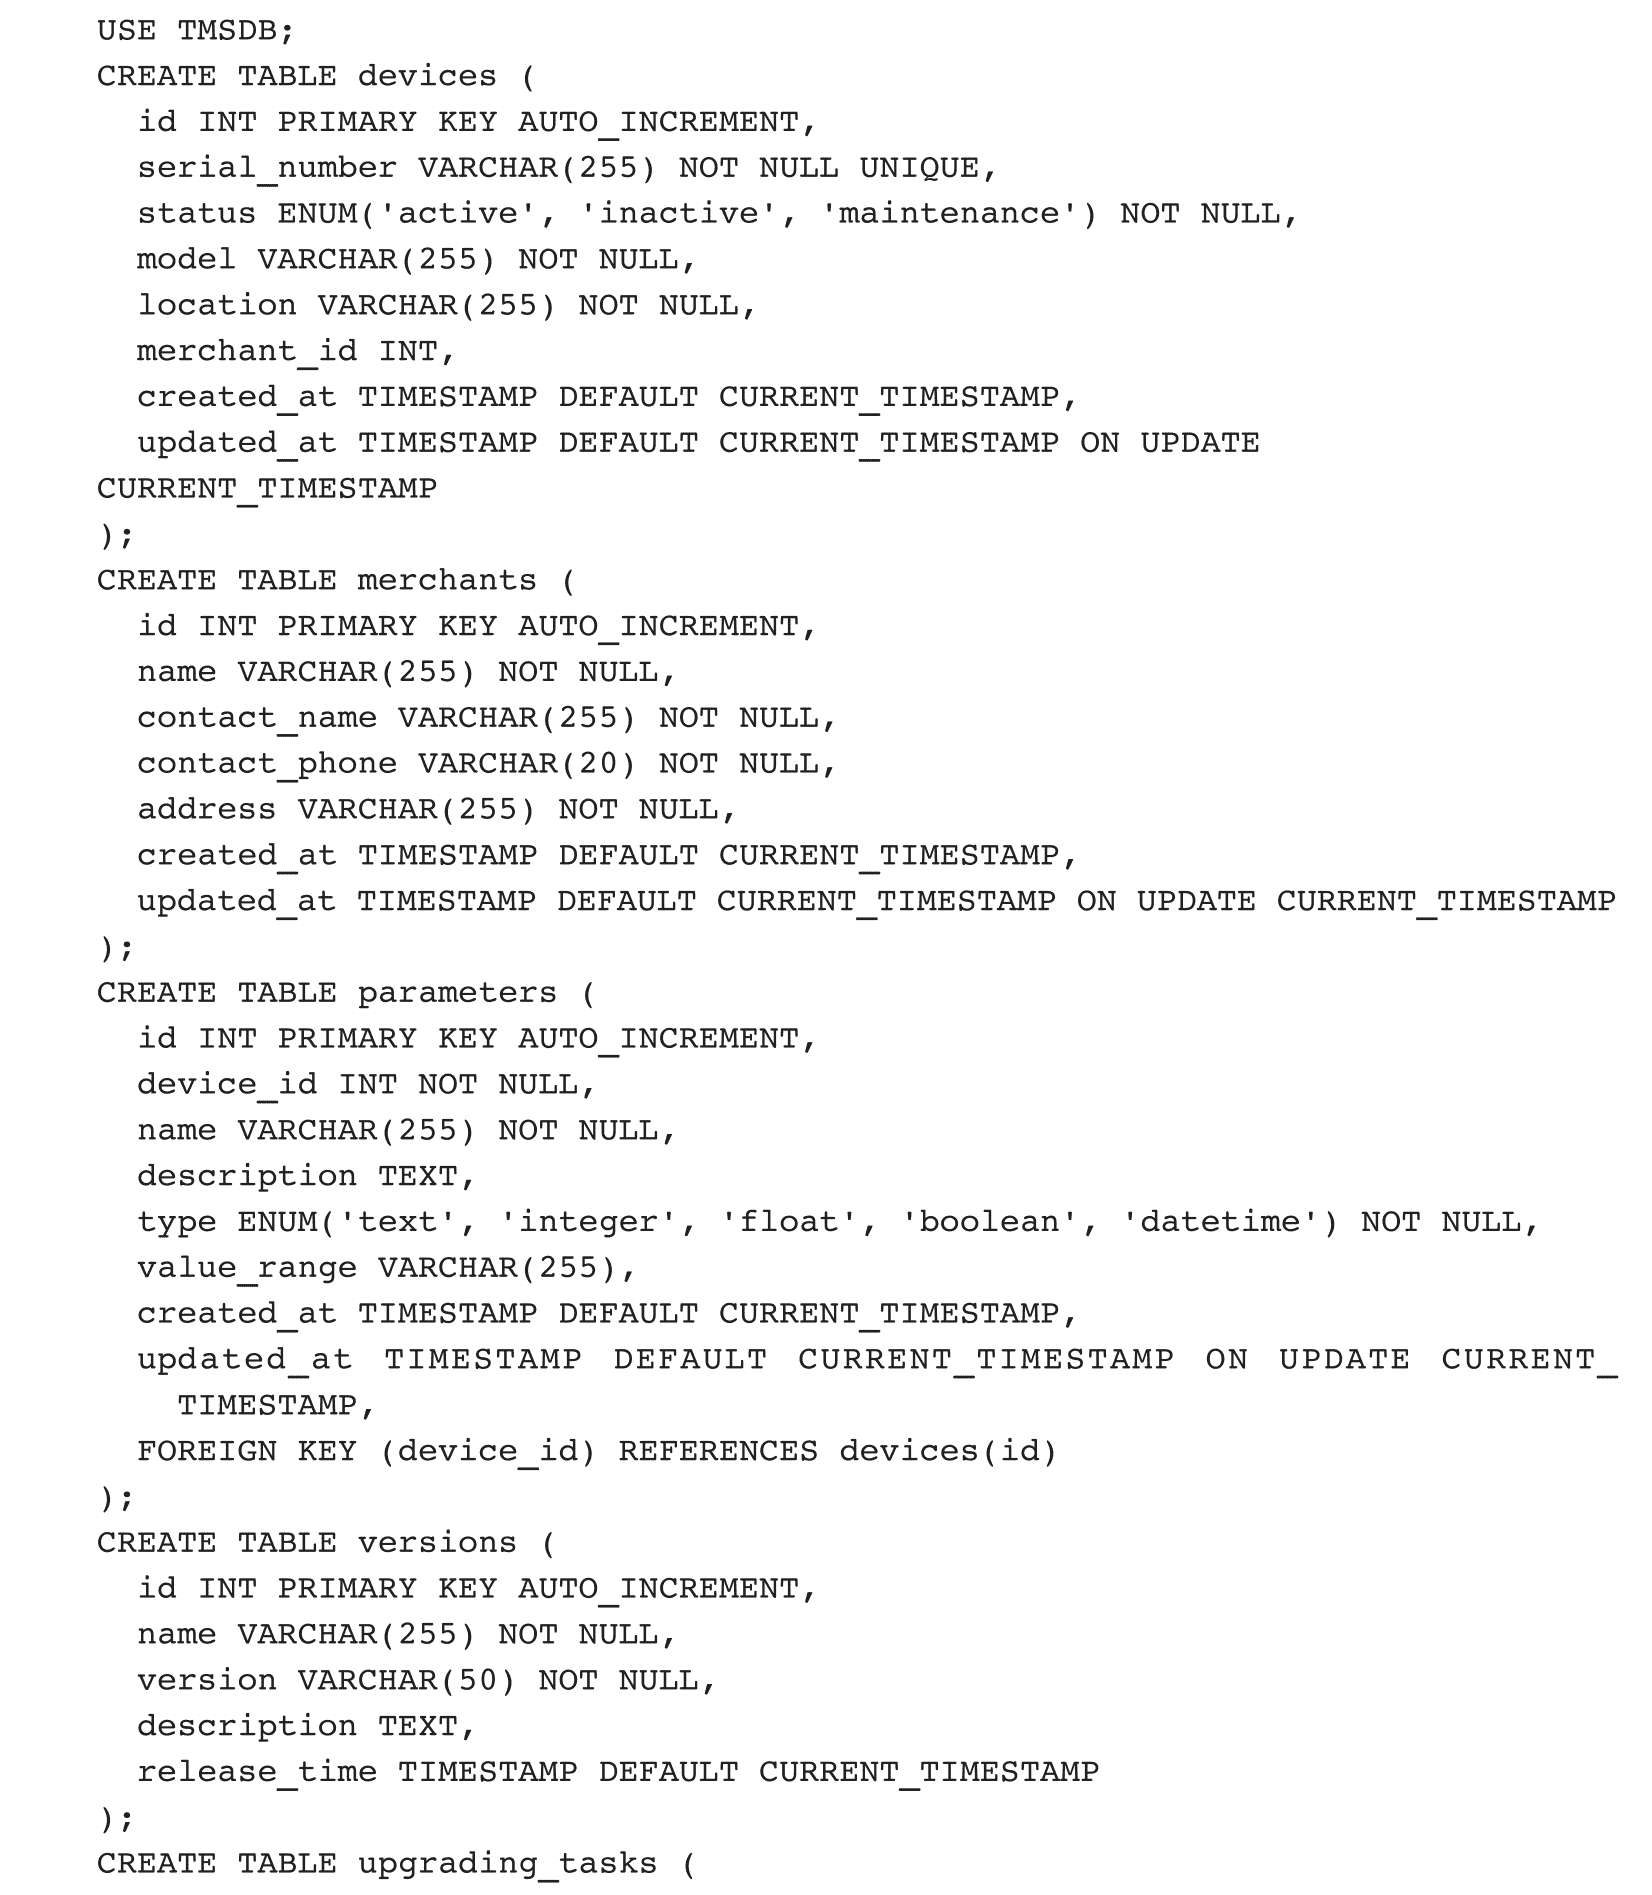 USE TMSDB;
CREATE TABLE devices (
id INT PRIMARY KEY AUTO_INCREMENT,
serial_number VARCHAR(255) NOT NULL UNIQUE,
status ENUM('active', 'inactive', 'maintenance') NOT NULL,
model VARCHAR(255) NOT NULL,
location VARCHAR(255) NOT NULL,
merchant_id INT,
created_at TIMESTAMP DEFAULT CURRENT_TIMESTAMP,
updated_at TIMESTAMP DEFAULT CURRENT_TIMESTAMP ON UPDATE
CURRENT_TIMESTAMP
);
CREATE TABLE merchants (
id INT PRIMARY KEY AUTO_INCREMENT,
name VARCHAR(255) NOT NULL,
contact_name VARCHAR(255) NOT NULL,
contact_phone VARCHAR(20) NOT NULL,
address VARCHAR(255) NOT NULL,
created_at TIMESTAMP DEFAULT CURRENT_TIMESTAMP,
updated_at TIMESTAMP DEFAULT CURRENT_TIMESTAMP ON UPDATE CURRENT_TIMESTAMP
);
CREATE TABLE parameters (
id INT PRIMARY KEY AUTO_INCREMENT,
device_id INT NOT NULL,
name VARCHAR(255) NOT NULL,
description TEXT,
type ENUM('text', 'integer', 'float', 'boolean', 'datetime') NOT NULL,
value_range VARCHAR(255),
created_at TIMESTAMP DEFAULT CURRENT_TIMESTAMP,
updated_at TIMESTAMP DEFAULT CURRENT_TIMESTAMP ON UPDATE CURRENT_
TIMESTAMP,
FOREIGN KEY (device_id) REFERENCES devices(id)
);
CREATE TABLE versions (
id INT PRIMARY KEY AUTO_INCREMENT,
name VARCHAR(255) NOT NULL,
version VARCHAR(50) NOT NULL,
description TEXT,
release_time TIMESTAMP DEFAULT CURRENT_TIMESTAMP
);
CREATE TABLE upgrading_tasks (